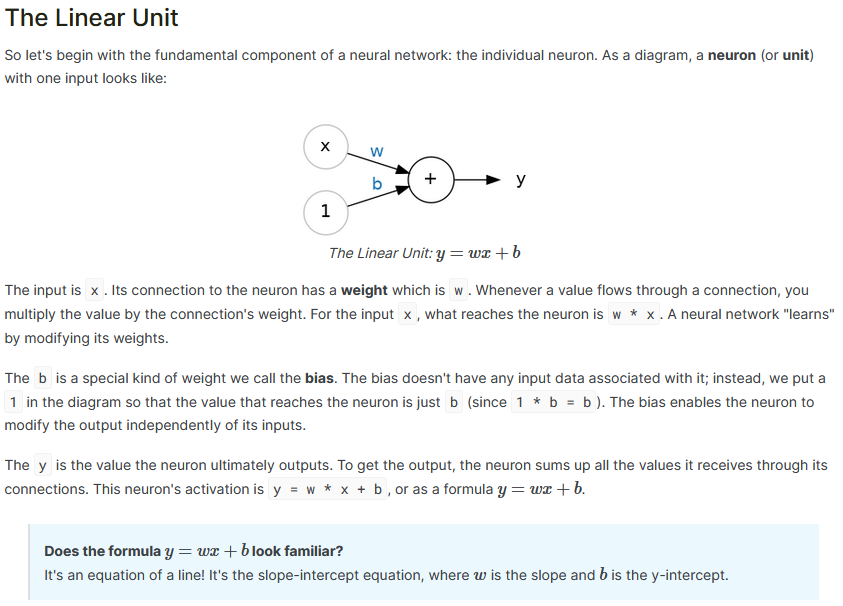 The Linear Unit
So let's begin with the fundamental component of a neural network: the individual neuron. As a diagram, a neuron (or unit)
with one input looks like:
x
w
b
+
y
1
The Linear Unit: y = wx + b
The input is x. Its connection to the neuron has a weight which is w. Whenever a value flows through a connection, you
multiply the value by the connection's weight. For the input x, what reaches the neuron is w * x. A neural network "learns"
by modifying its weights.
The b is a special kind of weight we call the bias. The bias doesn't have any input data associated with it; instead, we put a
1 in the diagram so that the value that reaches the neuron is just b (since 1 * b = b). The bias enables the neuron to
modify the output independently of its inputs.
The y is the value the neuron ultimately outputs. To get the output, the neuron sums up all the values it receives through its
connections. This neuron's activation is y = w * x + b, or as a formula y = wx + b.
Does the formula y = wx + b look familiar?
It's an equation of a line! It's the slope-intercept equation, where w is the slope and b is the y-intercept.